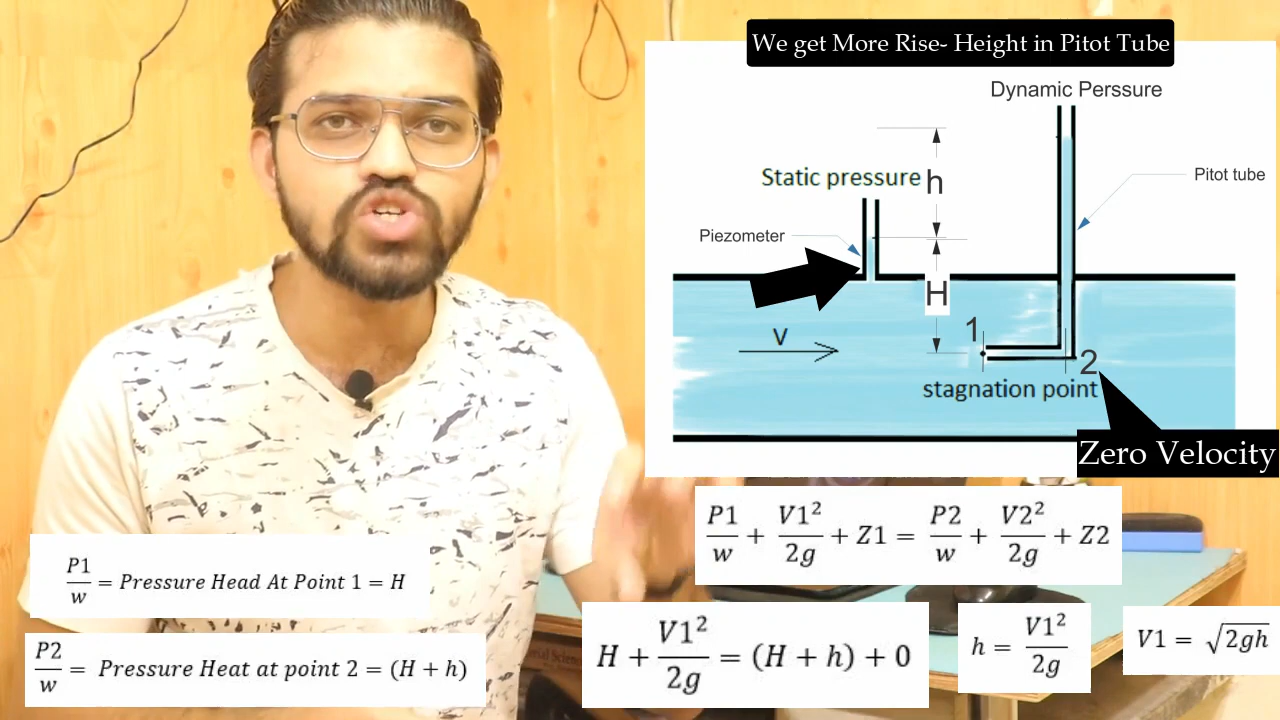 We get More Rise- Height in Pitot Tube
Dynamic Perssure
Static pressure
h
Pitot tube
Piezometer
H
V
1
2
stagnation point
Zero Velocity
P1/w + V1²/2g + Z1 = P2/w + V2²/2g + Z2
P1/w = Pressure Head At Point 1 = H
P2/w = Pressure Heat at point 2 = (H + h)
H + V1²/2g = (H + h) + 0
h = V1²/2g
V1 = √2gh